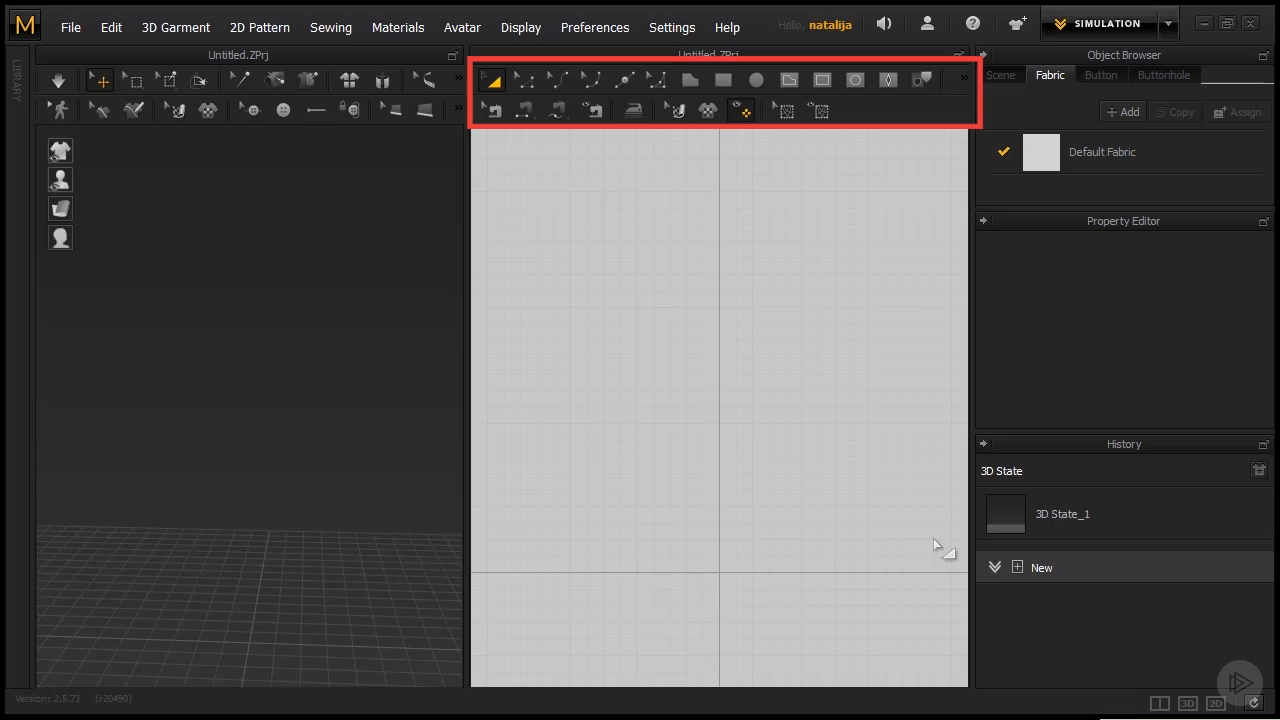 M File Edit 3D Garment 2D Pattern Sewing Materials Avatar Display Preferences Settings Help Hello, natalija SIMULATION
LIBRARY
Untitled.ZPrj
Untitled.ZPrj
Object Browser
Scene Fabric Button Buttonhole
Add Copy Assign
Default Fabric
Property Editor
History
3D State
3D State_1
New
Version: 2.5.73 (r20490)
3D 2D